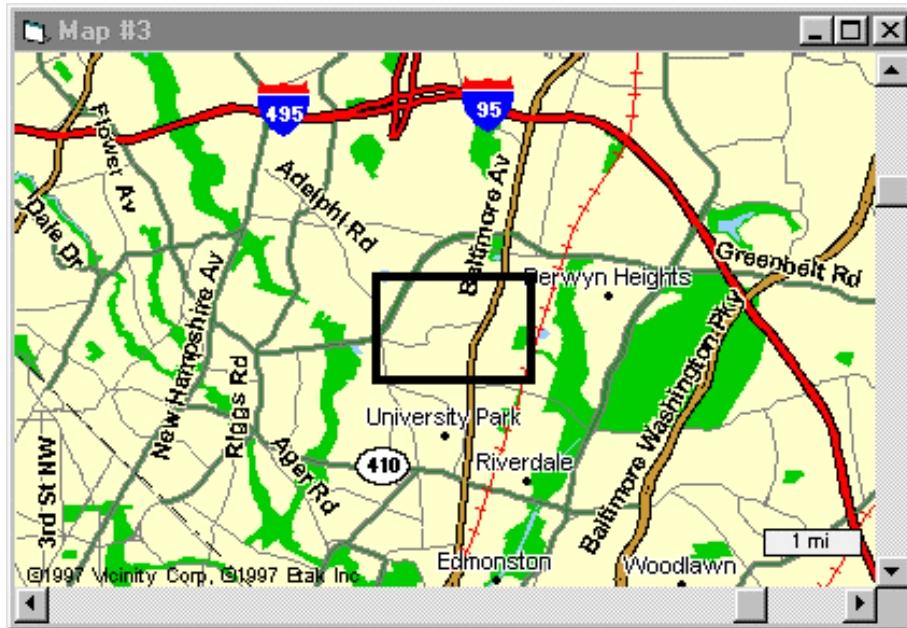 Map #3
495
95
Flower Av
Adelphi Rd
Baltimore Av
Dale Dr
New Hampshire Av
Greenbelt Rd
Berwyn Heights
Riggs Rd
Baltimore Washington Pky
University Park
Ager Rd
410
Riverdale
3rd St NW
1 mi
Edmonston
Woodlawn
©1997 Vicinity Corp, ©1997 Etak Inc